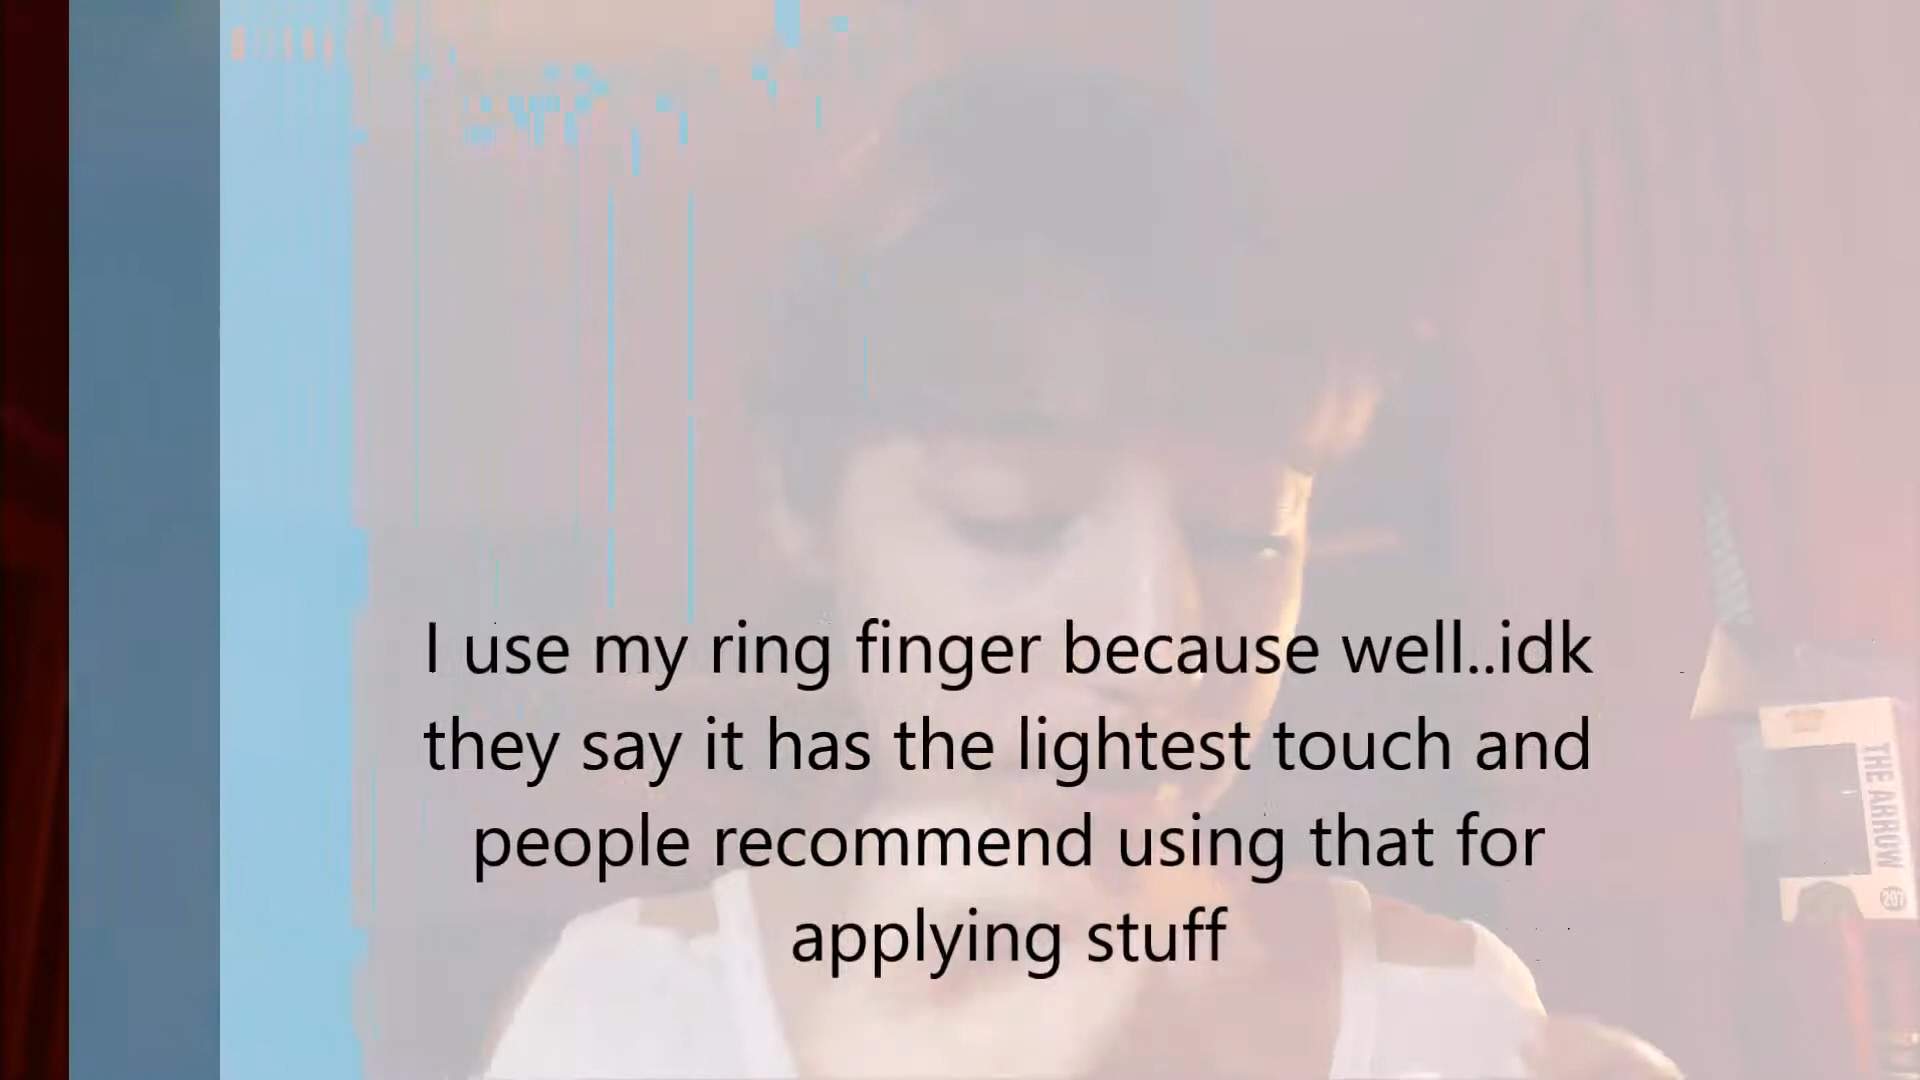 I use my ring finger because well..idk
they say it has the lightest touch and
people recommend using that for
applying stuff
THE ARROW
207